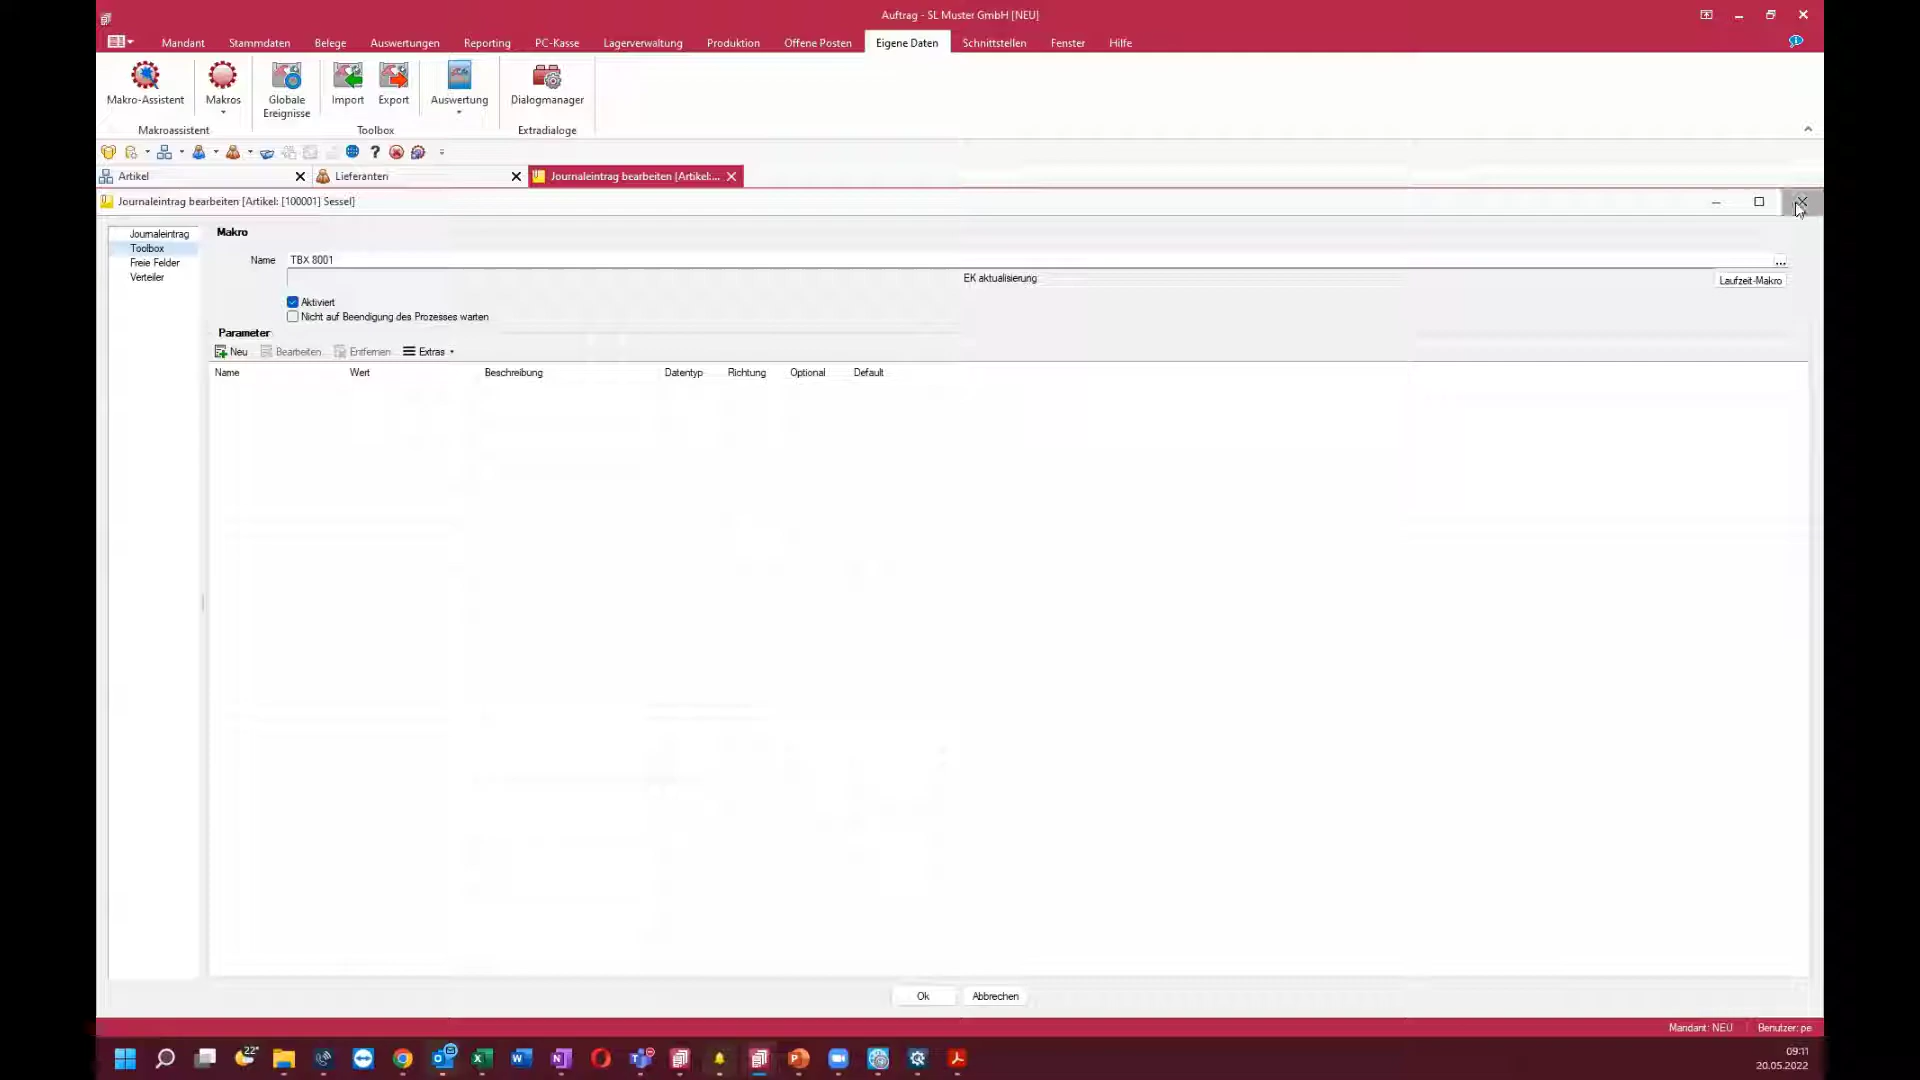 Auftrag - SL Muster GmbH [NEU]
Mandant Stammdaten Belege Auswertungen Reporting PC-Kasse Lagerverwaltung Produktion Offene Posten Eigene Daten Schnittstellen Fenster Hilfe
Makro-Assistent Makros Globale Ereignisse Import Export Auswertung Dialogmanager
Makroassistent Toolbox Extradialoge
Artikel Lieferanten Journaleintrag bearbeiten [Artikel:...
Journaleintrag bearbeiten [Artikel: [100001] Sessel]
Journaleintrag
Toolbox
Freie Felder
Verteiler
Makro
Name TBX 8001 ...
EK aktualisierung Laufzeit-Makro
Aktiviert
Nicht auf Beendigung des Prozesses warten
Parameter
Neu Bearbeiten Entfernen Extras
Name Wert Beschreibung Datentyp Richtung Optional Default
Ok Abbrechen
Mandant: NEU Benutzer: pe
22°
09:11
20.05.2022